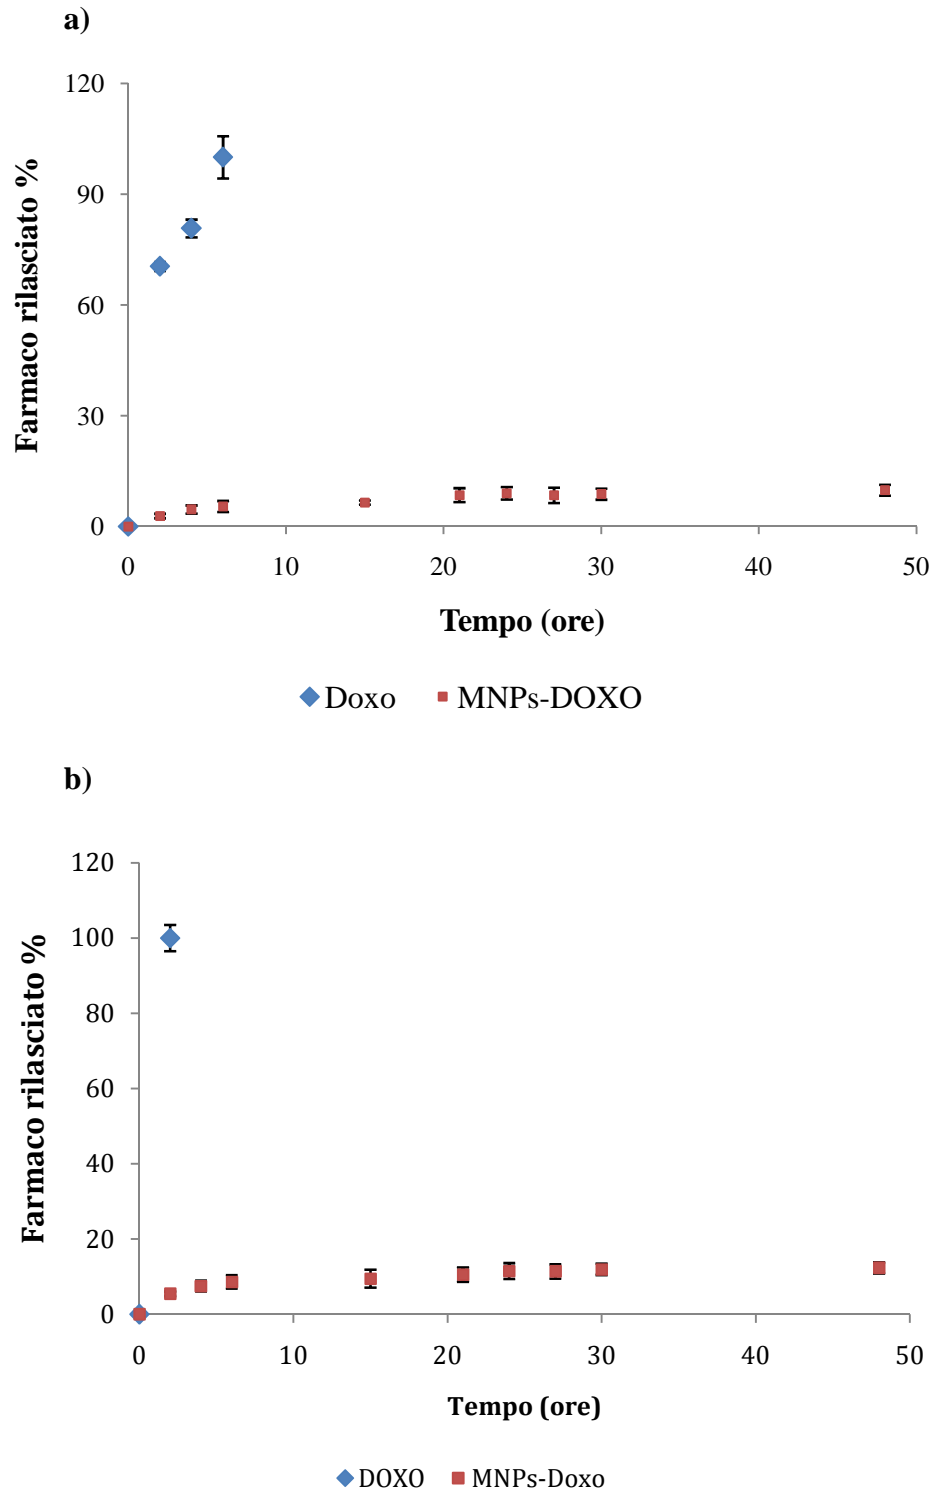 a)
120
90
60
30
0
0 10 20 30 40 50
Farmaco rilasciato %
Tempo (ore)
Doxo MNPs-DOXO
b)
120
100
80
60
40
20
0
0 10 20 30 40 50
Farmaco rilasciato %
Tempo (ore)
DOXO MNPs-Doxo